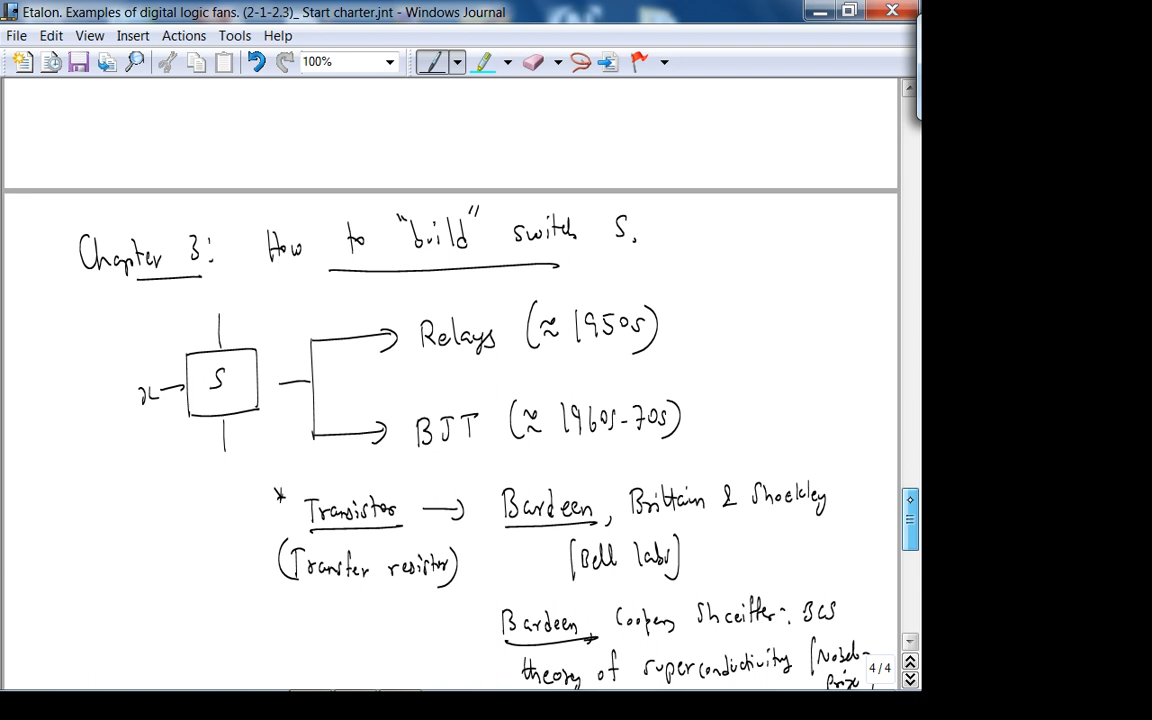 Etalon. Examples of digital logic fans. (2-1-2.3)_ Start charter.jnt - Windows Journal
File Edit View Insert Actions Tools Help
100%
Chapter 3: How to "build" switch S.
Relays (≈ 1950s)
x → S
BJT (≈ 1960s-70s)
* Transistor → Bardeen, Brittain & Shockley
(Transfer resistor) [Bell labs]
Bardeen, Cooper, BCS
theory of superconductivity [Nobel-
Prize
4 / 4